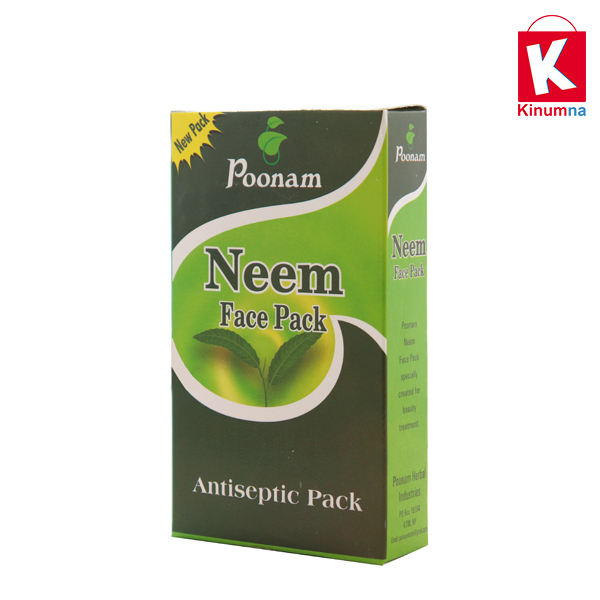 K
Kinumna
New Pack
Poonam
Neem
Face Pack
Antiseptic Pack
Poonam
Neem
Face Pack
Poonam
Neem
Face Pack
specially
created for
beauty
treatment.
Poonam Herbal
Industries